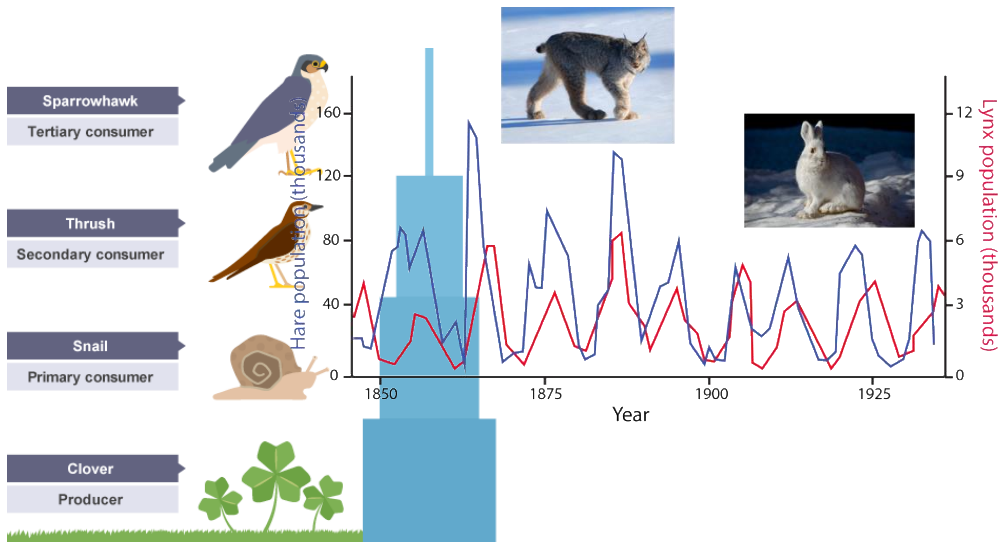 Sparrowhawk
Tertiary consumer
Thrush
Secondary consumer
Snail
Primary consumer
Clover
Producer
Hare population (thousands)
160
120
80
40
0
1850
1875
1900
1925
Year
12
9
6
3
0
Lynx population (thousands)